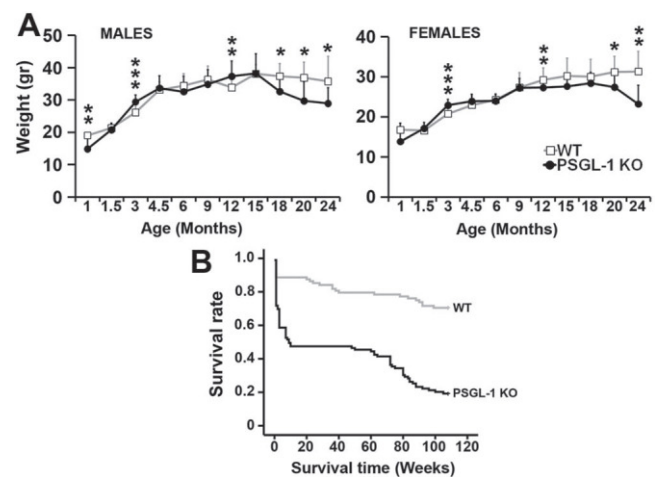 A
MALES
FEMALES
Weight (gr)
50
40
30
20
10
0
** *** ** * * *
1 1.5 3 4.5 6 9 12 15 18 20 24
Age (Months)
40
30
20
10
0
*** ** * **
WT
PSGL-1 KO
1 1.5 3 4.5 6 9 12 15 18 20 24
Age (Months)
B
Survival rate
1.0
0.8
0.6
0.4
0.2
WT
PSGL-1 KO
0 20 40 60 80 100 120
Survival time (Weeks)